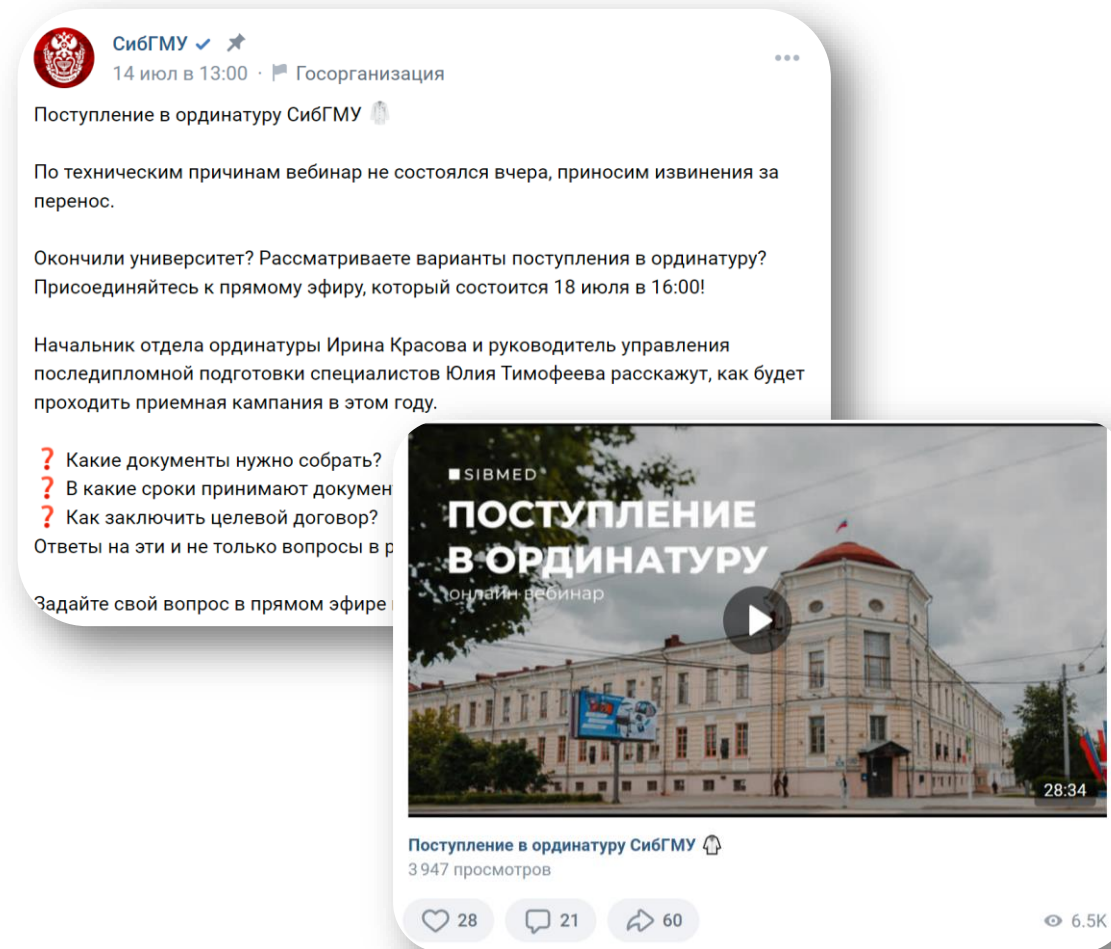 СибГМУ
14 июл в 13:00 · Госорганизация
Поступление в ординатуру СибГМУ
По техническим причинам вебинар не состоялся вчера, приносим извинения за
перенос.
Окончили университет? Рассматриваете варианты поступления в ординатуру?
Присоединяйтесь к прямому эфиру, который состоится 18 июля в 16:00!
Начальник отдела ординатуры Ирина Красова и руководитель управления
последипломной подготовки специалистов Юлия Тимофеева расскажут, как будет
проходить приемная кампания в этом году.
❓ Какие документы нужно собрать?
❓ В какие сроки принимают
❓ Как заключить целевой договор?
Ответы на эти и не только вопросы в
Задайте свой вопрос в прямом эфире
SIBMED
ПОСТУПЛЕНИЕ
В ОРДИНАТУРУ
онлайн вебинар
28:34
Поступление в ординатуру СибГМУ
3 947 просмотров
28 21 60 6.5K